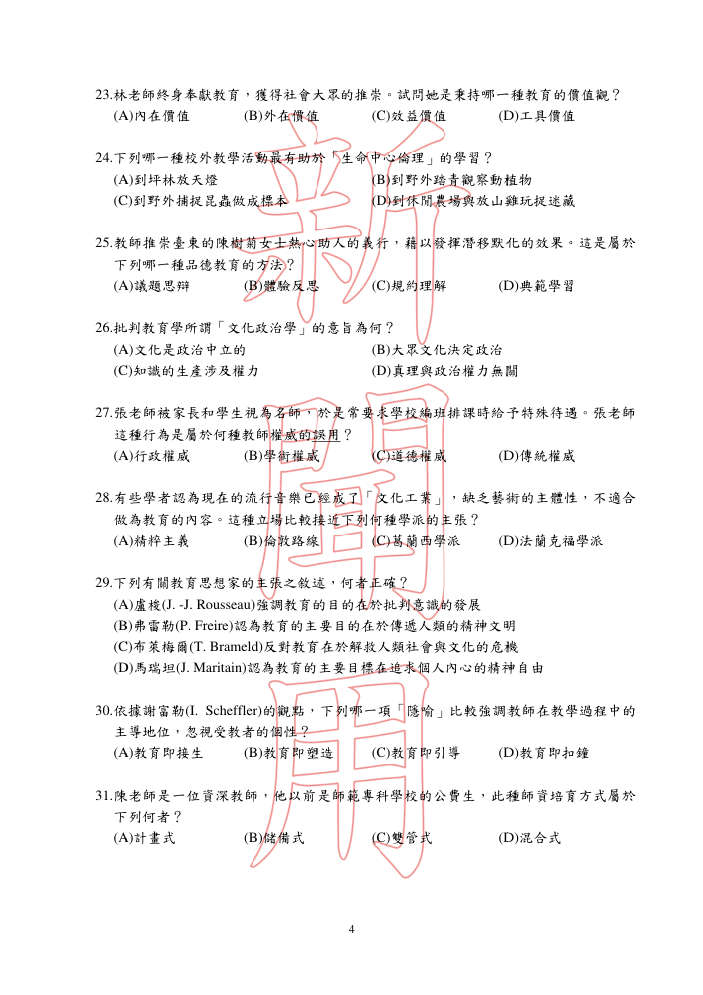 23.林老師終身奉獻教育，獲得社會大眾的推崇。試問她是秉持哪一種教育的價值觀？
(A)內在價值 (B)外在價值 (C)效益價值 (D)工具價值
24.下列哪一種校外教學活動最有助於「生命中心倫理」的學習？
(A)到坪林放天燈 (B)到野外踏青觀察動植物
(C)到野外捕捉昆蟲做成標本 (D)到休閒農場與放山雞玩捉迷藏
25.教師推崇臺東的陳樹菊女士熱心助人的義行，藉以發揮潛移默化的效果。這是屬於
下列哪一種品德教育的方法？
(A)議題思辯 (B)體驗反思 (C)規約理解 (D)典範學習
26.批判教育學所謂「文化政治學」的意旨為何？
(A)文化是政治中立的 (B)大眾文化決定政治
(C)知識的生產涉及權力 (D)真理與政治權力無關
27.張老師被家長和學生視為名師，於是常要求學校編班排課時給予特殊待遇。張老師
這種行為是屬於何種教師權威的誤用？
(A)行政權威 (B)學術權威 (C)道德權威 (D)傳統權威
28.有些學者認為現在的流行音樂已經成了「文化工業」，缺乏藝術的主體性，不適合
做為教育的內容。這種立場比較接近下列何種學派的主張？
(A)精粹主義 (B)倫敦路線 (C)葛蘭西學派 (D)法蘭克福學派
29.下列有關教育思想家的主張之敘述，何者正確？
(A)盧梭(J. -J. Rousseau)強調教育的目的在於批判意識的發展
(B)弗雷勒(P. Freire)認為教育的主要目的在於傳遞人類的精神文明
(C)布萊梅爾(T. Brameld)反對教育在於解救人類社會與文化的危機
(D)馬瑞坦(J. Maritain)認為教育的主要目標在追求個人內心的精神自由
30.依據謝富勒(I. Scheffler)的觀點，下列哪一項「隱喻」比較強調教師在教學過程中的
主導地位，忽視受教者的個性？
(A)教育即接生 (B)教育即塑造 (C)教育即引導 (D)教育即扣鐘
31.陳老師是一位資深教師，他以前是師範專科學校的公費生，此種師資培育方式屬於
下列何者？
(A)計畫式 (B)儲備式 (C)雙管式 (D)混合式
新聞用
4